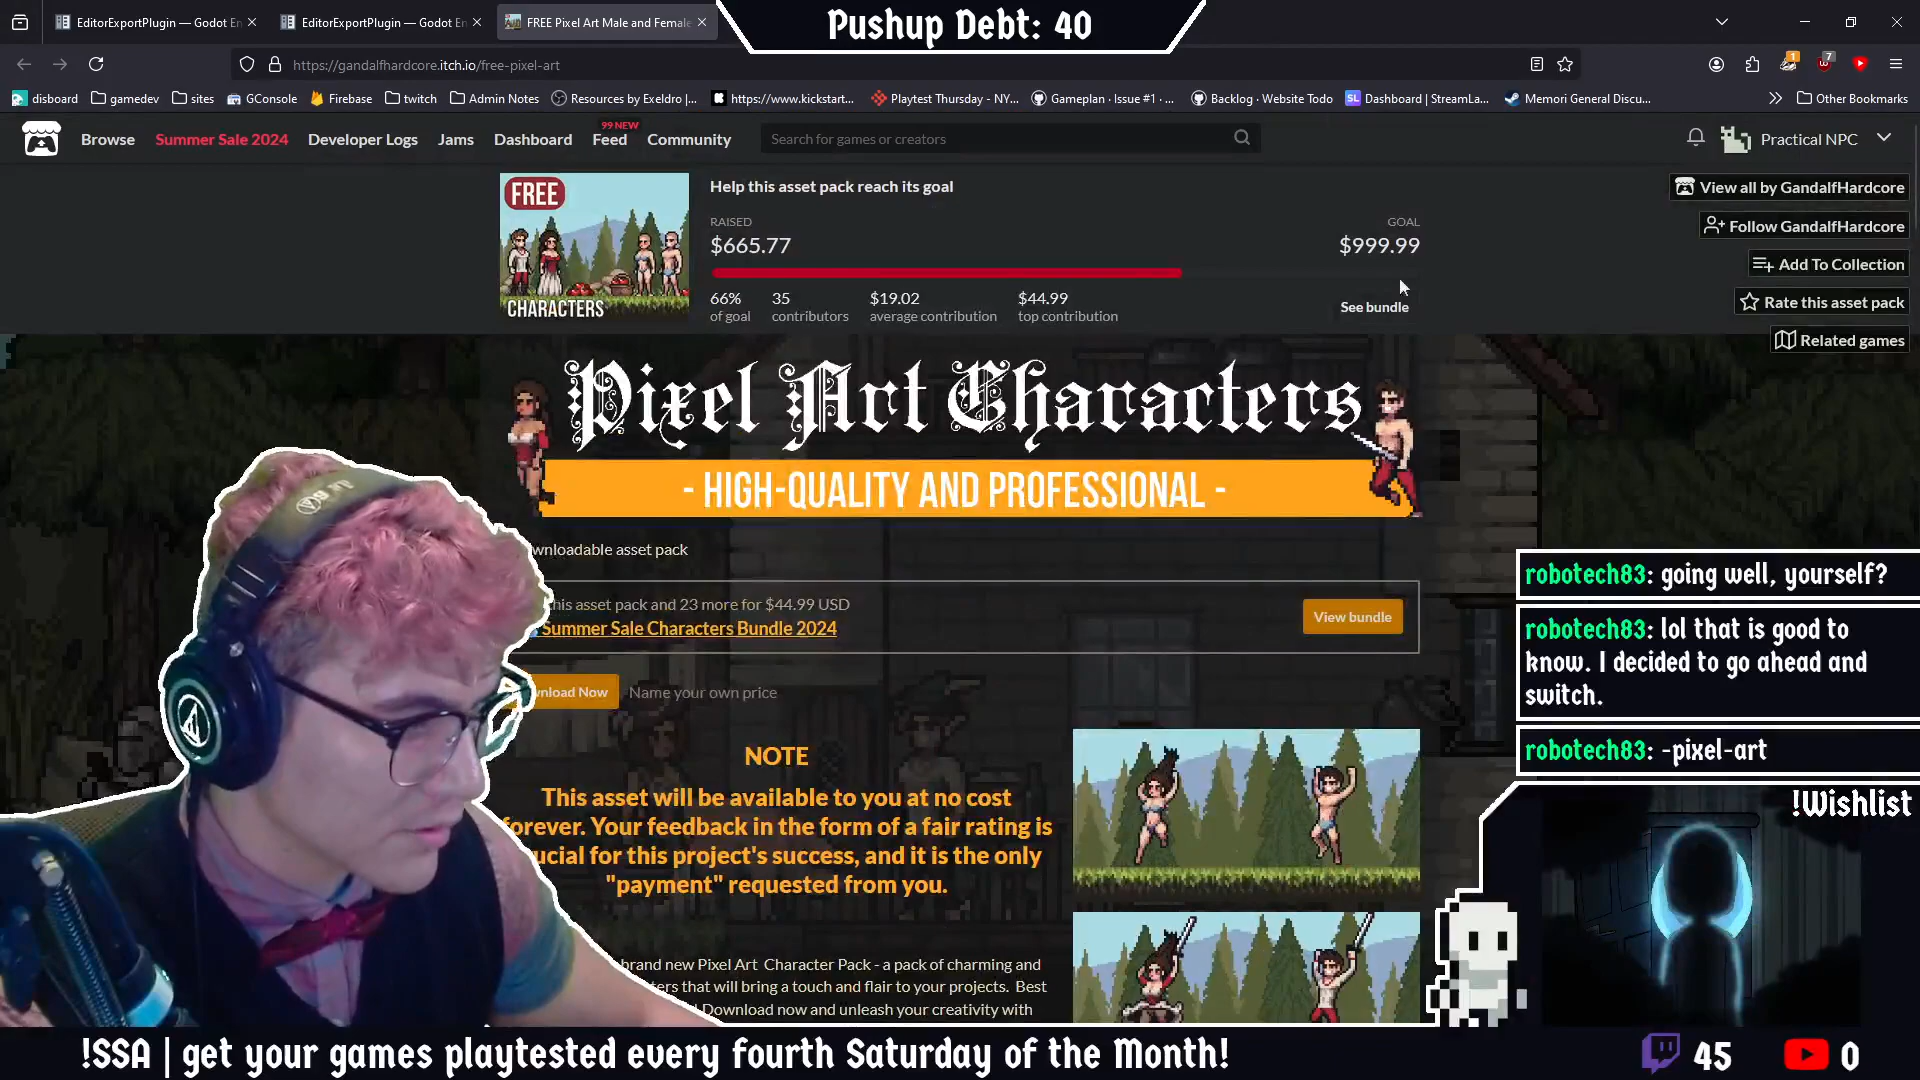 EditorExportPlugin — Godot En
EditorExportPlugin — Godot En
FREE Pixel Art Male and Female
Pushup Debt: 40
https://gandalfhardcore.itch.io/free-pixel-art
1
7
disboard
gamedev
sites
GConsole
Firebase
twitch
Admin Notes
Resources by Exeldro |...
https://www.kickstart...
Playtest Thursday - NY...
Gameplan · Issue #1 · ...
Backlog · Website Todo
SL
Dashboard | StreamLa...
Memori General Discu...
Other Bookmarks
Browse
Summer Sale 2024
Developer Logs
Jams
Dashboard
99 NEW
Feed
Community
Search for games or creators
Practical NPC
FREE
CHARACTERS
Help this asset pack reach its goal
RAISED
GOAL
$665.77
$999.99
66%
of goal
35
contributors
$19.02
average contribution
$44.99
top contribution
See bundle
View all by GandalfHardcore
Follow GandalfHardcore
Add To Collection
Rate this asset pack
Related games
Pixel Art Characters
- HIGH-QUALITY AND PROFESSIONAL -
wnloadable asset pack
his asset pack and 23 more for $44.99 USD
Summer Sale Characters Bundle 2024
View bundle
wnload Now
Name your own price
NOTE
This asset will be available to you at no cost
forever. Your feedback in the form of a fair rating is
ucial for this project's success, and it is the only
"payment" requested from you.
brand new Pixel Art Character Pack - a pack of charming and
ters that will bring a touch and flair to your projects. Best
Download now and unleash your creativity with
robotech83: going well, yourself?
robotech83: lol that is good to
know. I decided to go ahead and
switch.
robotech83: -pixel-art
!Wishlist
!SSA | get your games playtested every fourth Saturday of the Month!
45
0